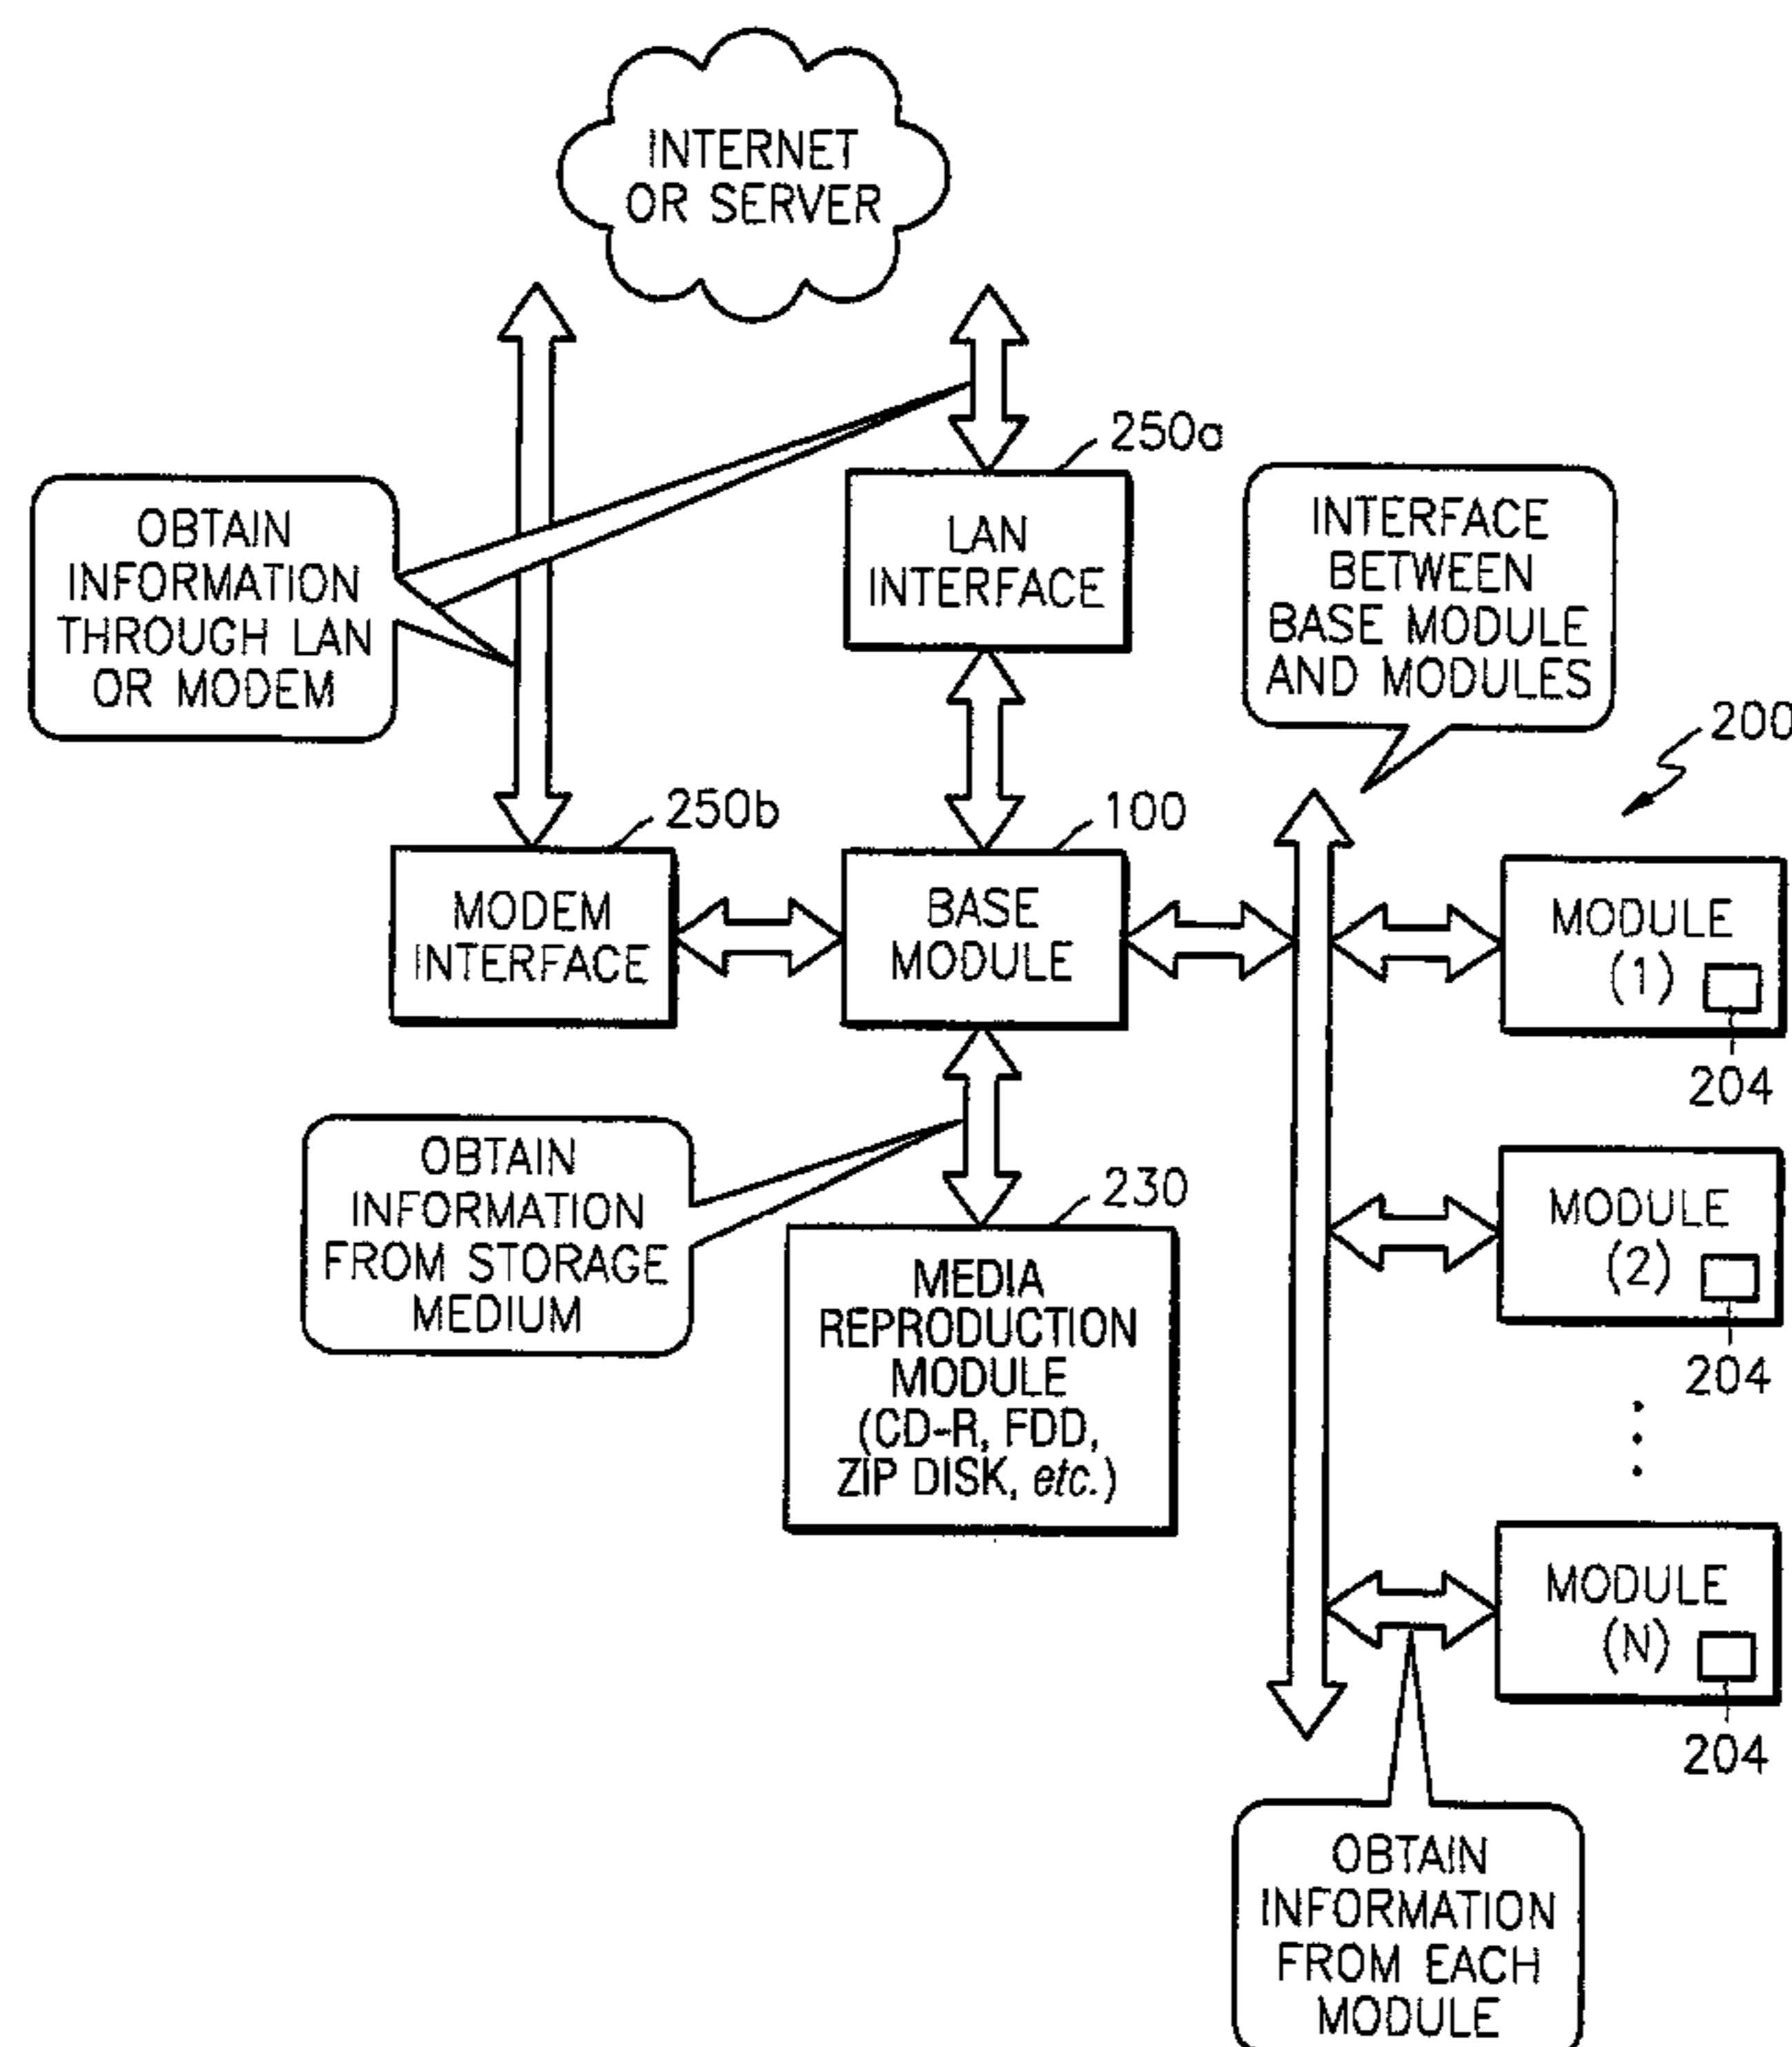 INTERNET
OR SERVER
250a
OBTAIN
INFORMATION
THROUGH LAN
OR MODEM
LAN
INTERFACE
INTERFACE
BETWEEN
BASE MODULE
AND MODULES
200
250b
100
MODEM
INTERFACE
BASE
MODULE
MODULE
(1)
204
OBTAIN
INFORMATION
FROM STORAGE
MEDIUM
230
MEDIA
REPRODUCTION
MODULE
(CD-R, FDD,
ZIP DISK, etc.)
MODULE
(2)
204
MODULE
(N)
204
OBTAIN
INFORMATION
FROM EACH
MODULE